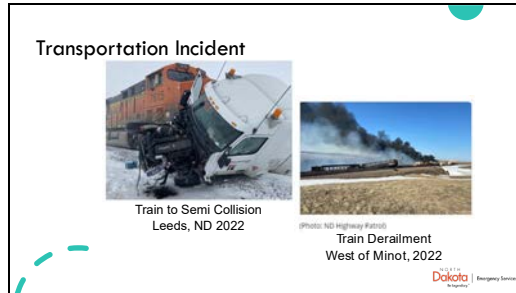 Transportation Incident
Train to Semi Collision
Leeds, ND 2022
(Photo: ND Highway Patrol)
Train Derailment
West of Minot, 2022
NORTH
Dakota | Emergency Services
Be Legendary.